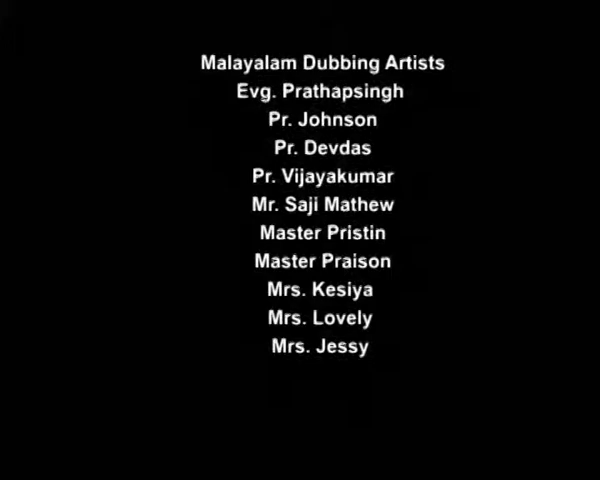 Malayalam Dubbing Artists
Evg. Prathapsingh
Pr. Johnson
Pr. Devdas
Pr. Vijayakumar
Mr. Saji Mathew
Master Pristin
Master Praison
Mrs. Kesiya
Mrs. Lovely
Mrs. Jessy